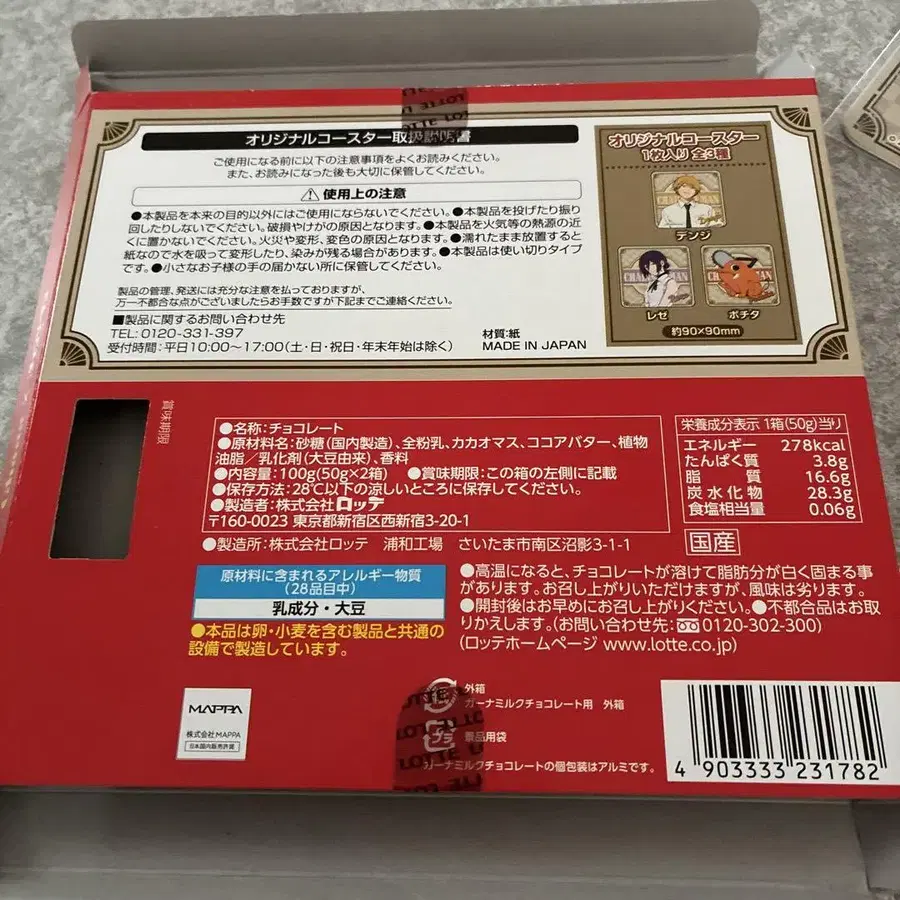 オリジナルコースター取扱説明書
ご使用になる前に以下の注意事項をよくお読みください。
また、お読みになった後も大切に保管してください。
使用上の注意
●本製品を本来の目的以外にはご使用にならないでください。●本製品を投げたり振り
回したりしないでください。破損やけがの原因となります。●本製品を火気等の熱源の近
くに置かないでください。火災や変形、変色の原因となります。●濡れたまま放置すると
紙なので水を吸って変形したり、染みが残る場合があります。●本製品は使い切りタイプ
です。●小さなお子様の手の届かない所に保管してください。
製品の管理、発送には充分な注意を払っておりますが、
万一不都合な点がございましたらお手数ですが下記までご連絡ください。
■製品に関するお問い合わせ先
TEL: 0120-331-397
受付時間:平日10:00〜17:00(土・日・祝日・年末年始は除く)
材質:紙
MADE IN JAPAN
オリジナルコースター
1枚入り 全3種
デンジ
レゼ
ポチタ
約90×90mm
賞味期限
●名称:チョコレート
●原材料名:砂糖(国内製造)、全粉乳、カカオマス、ココアバター、植物
油脂/乳化剤(大豆由来)、香料
●内容量:100g(50g×2箱) ●賞味期限:この箱の左側に記載
●保存方法:28℃以下の涼しいところに保存してください。
●製造者:株式会社ロッテ
〒160-0023 東京都新宿区西新宿3-20-1
●製造所:株式会社ロッテ 浦和工場 さいたま市南区沼影3-1-1
栄養成分表示 1箱(50g)当り
エネルギー 278kcal
たんぱく質 3.8g
脂質 16.6g
炭水化物 28.3g
食塩相当量 0.06g
国産
原材料に含まれるアレルギー物質
(28品目中)
乳成分・大豆
●本品は卵・小麦を含む製品と共通の
設備で製造しています。
●高温になると、チョコレートが溶けて脂肪分が白く固まる事
があります。お召し上がりいただけますが、風味は劣ります。
●開封後はお早めにお召し上がりください。●不都合品はお取
りかえします。(お問い合わせ先:0120-302-300)
(ロッテホームページ www.lotte.co.jp)
MAPPA
株式会社MAPPA
日本国内販売許諾
外箱
ガーナミルクチョコレート用 外箱
プラ
景品用袋
ガーナミルクチョコレートの個包装はアルミです。
4 903333 231782